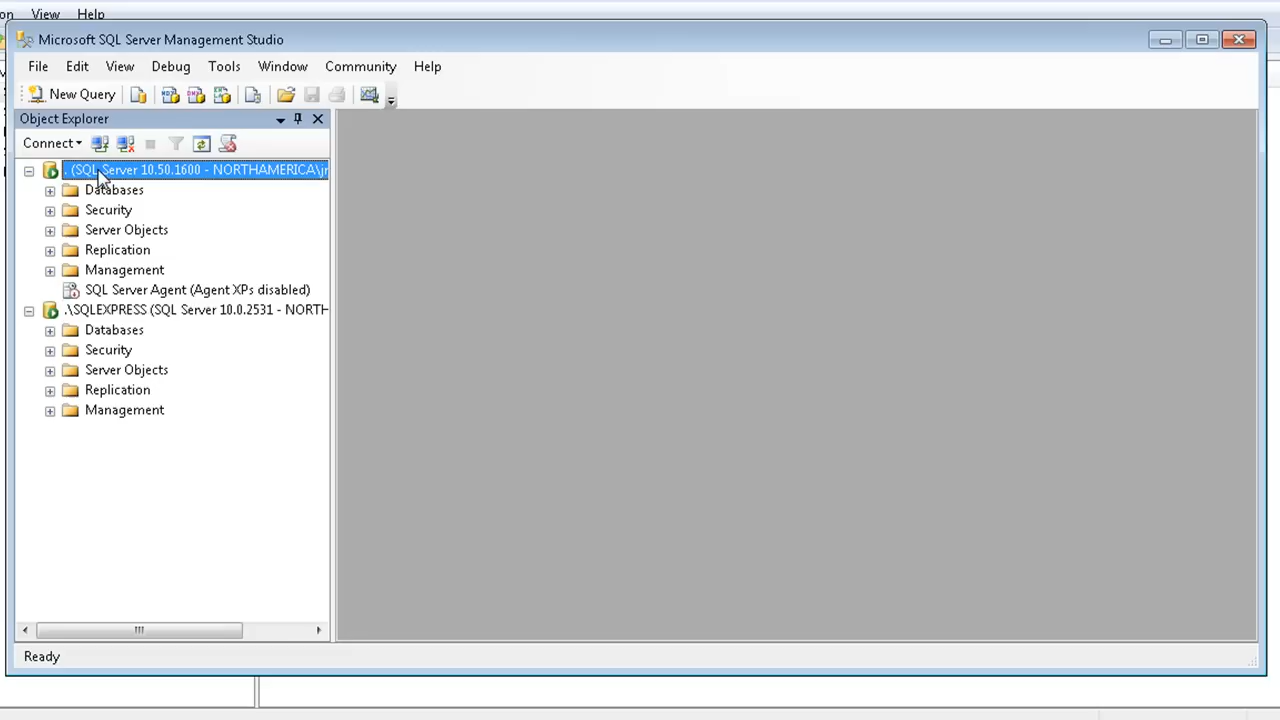 on View Help
Microsoft SQL Server Management Studio
File Edit View Debug Tools Window Community Help
New Query
Object Explorer
Connect
. (SQL Server 10.50.1600 - NORTHAMERICA\jr
Databases
Security
Server Objects
Replication
Management
SQL Server Agent (Agent XPs disabled)
.\SQLEXPRESS (SQL Server 10.0.2531 - NORTH
Databases
Security
Server Objects
Replication
Management
Ready